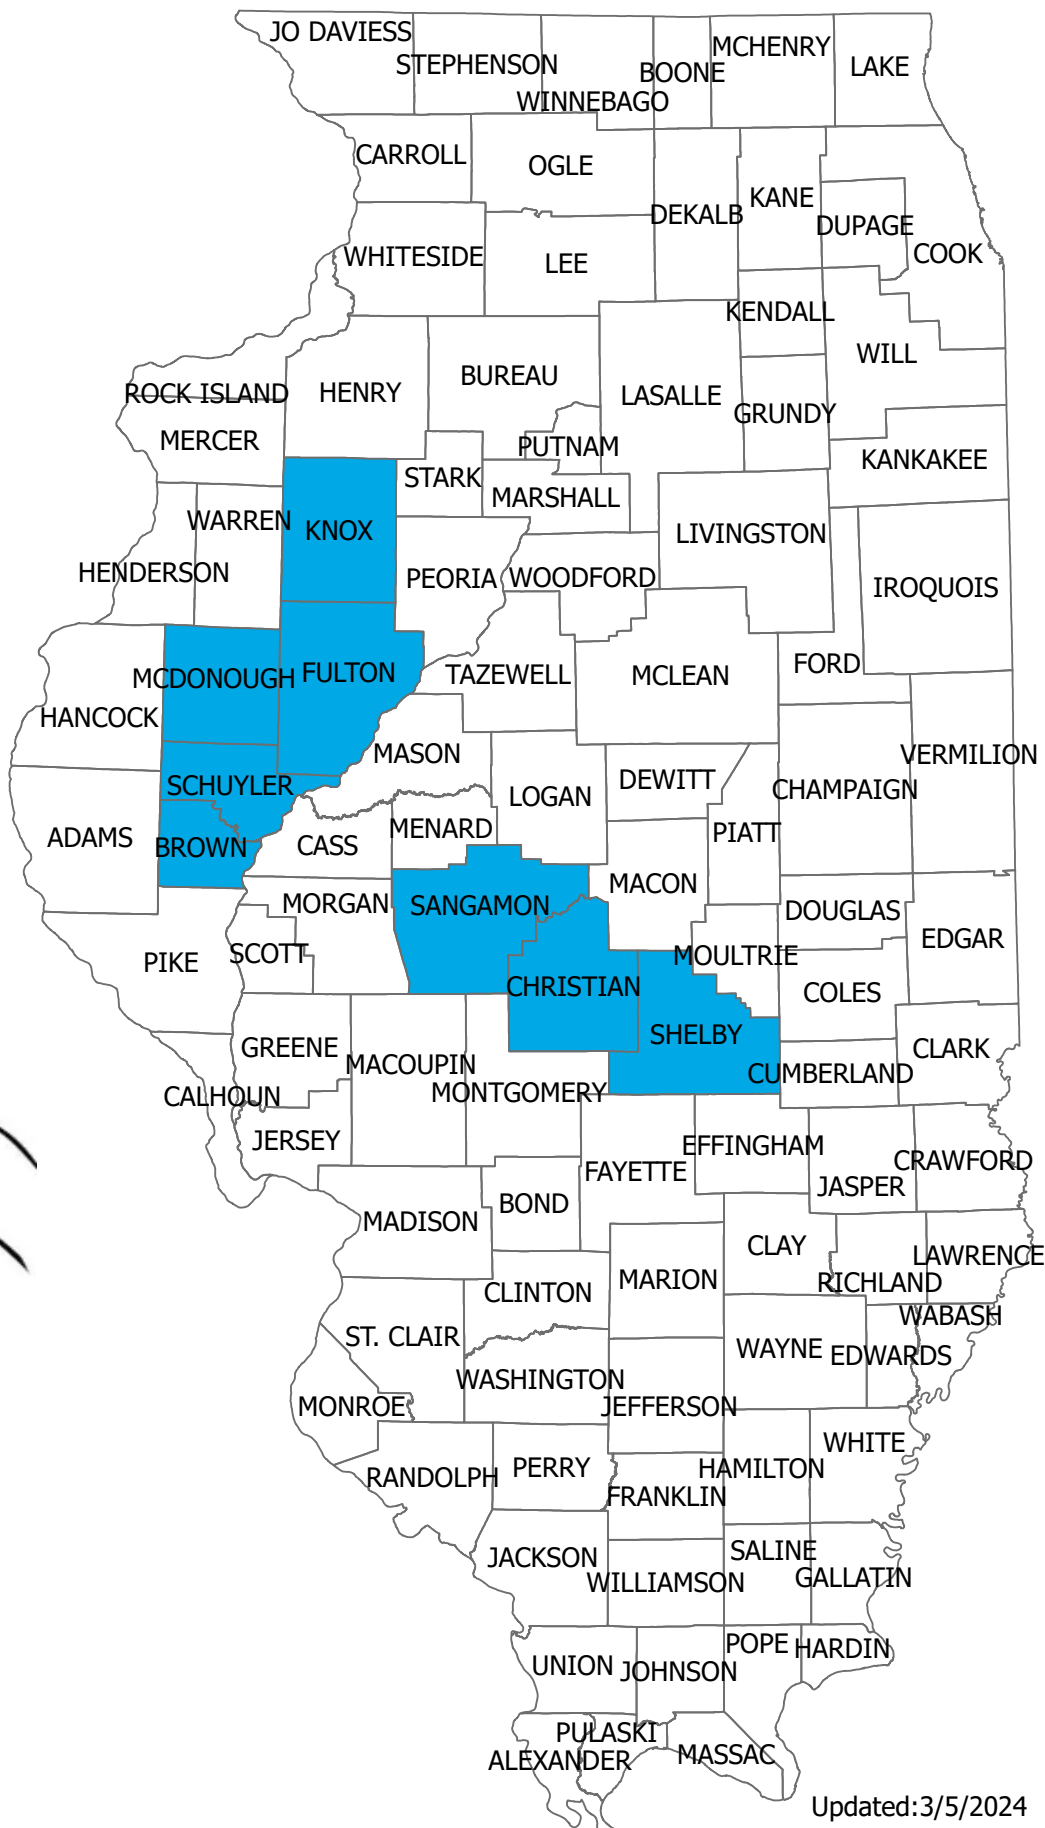 JO DAVIESS
STEPHENSON
WINNEBAGO
BOONE
MCHENRY
LAKE
CARROLL
OGLE
DEKALB
KANE
DUPAGE
COOK
WHITESIDE
LEE
KENDALL
WILL
ROCK ISLAND
HENRY
BUREAU
LASALLE
GRUNDY
MERCER
PUTNAM
KANKAKEE
STARK
MARSHALL
WARREN
KNOX
LIVINGSTON
HENDERSON
PEORIA
WOODFORD
IROQUOIS
MCDONOUGH
FULTON
TAZEWELL
MCLEAN
FORD
HANCOCK
MASON
VERMILION
SCHUYLER
LOGAN
DEWITT
CHAMPAIGN
ADAMS
BROWN
CASS
MENARD
PIATT
MORGAN
SANGAMON
MACON
DOUGLAS
EDGAR
PIKE
SCOTT
CHRISTIAN
MOULTRIE
COLES
GREENE
MACOUPIN
SHELBY
CLARK
CALHOUN
MONTGOMERY
CUMBERLAND
JERSEY
FAYETTE
EFFINGHAM
JASPER
CRAWFORD
MADISON
BOND
CLAY
LAWRENCE
CLINTON
MARION
RICHLAND
WABASH
ST. CLAIR
WASHINGTON
WAYNE
EDWARDS
MONROE
JEFFERSON
RANDOLPH
PERRY
FRANKLIN
HAMILTON
WHITE
JACKSON
WILLIAMSON
SALINE
GALLATIN
UNION
JOHNSON
POPE
HARDIN
PULASKI
ALEXANDER
MASSAC
Updated:3/5/2024